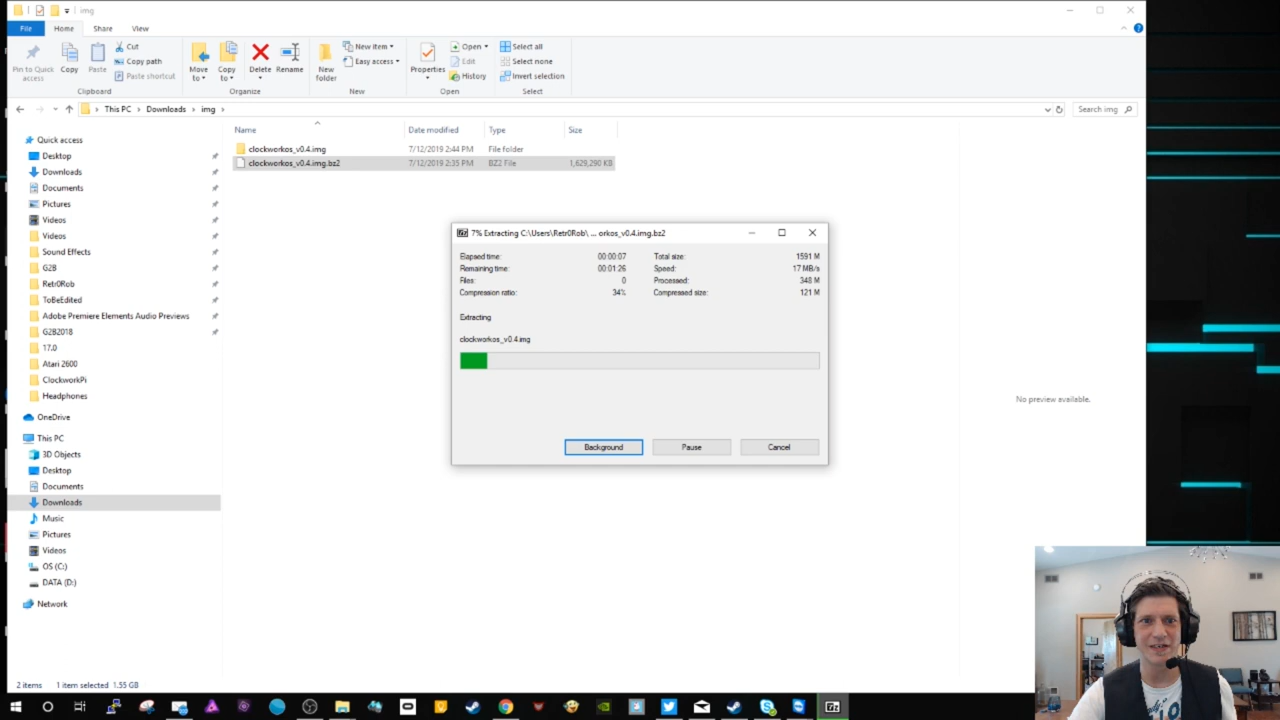 img
File Home Share View
Pin to Quick access
Copy
Paste
Cut
Copy path
Paste shortcut
Clipboard
Move to
Copy to
Delete
Rename
Organize
New folder
New item
Easy access
New
Properties
Open
Edit
History
Open
Select all
Select none
Invert selection
Select
This PC Downloads img
Search img
Name Date modified Type Size
clockworkos_v0.4.img 7/12/2019 2:44 PM File folder
clockworkos_v0.4.img.bz2 7/12/2019 2:35 PM BZ2 File 1,629,290 KB
Quick access
Desktop
Downloads
Documents
Pictures
Videos
Videos
Sound Effects
G2B
Retr0Rob
ToBeEdited
Adobe Premiere Elements Audio Previews
G2B2018
17.0
Atari 2600
ClockworkPi
Headphones
OneDrive
This PC
3D Objects
Desktop
Documents
Downloads
Music
Pictures
Videos
OS (C:)
DATA (D:)
Network
7% Extracting C:\Users\Retr0Rob\ ... orkos_v0.4.img.bz2
Elapsed time: 00:00:07 Total size: 1591 M
Remaining time: 00:01:26 Speed: 17 MB/s
Files: 0 Processed: 348 M
Compression ratio: 34% Compressed size: 121 M
Extracting
clockworkos_v0.4.img
Background Pause Cancel
No preview available.
2 items 1 item selected 1.55 GB